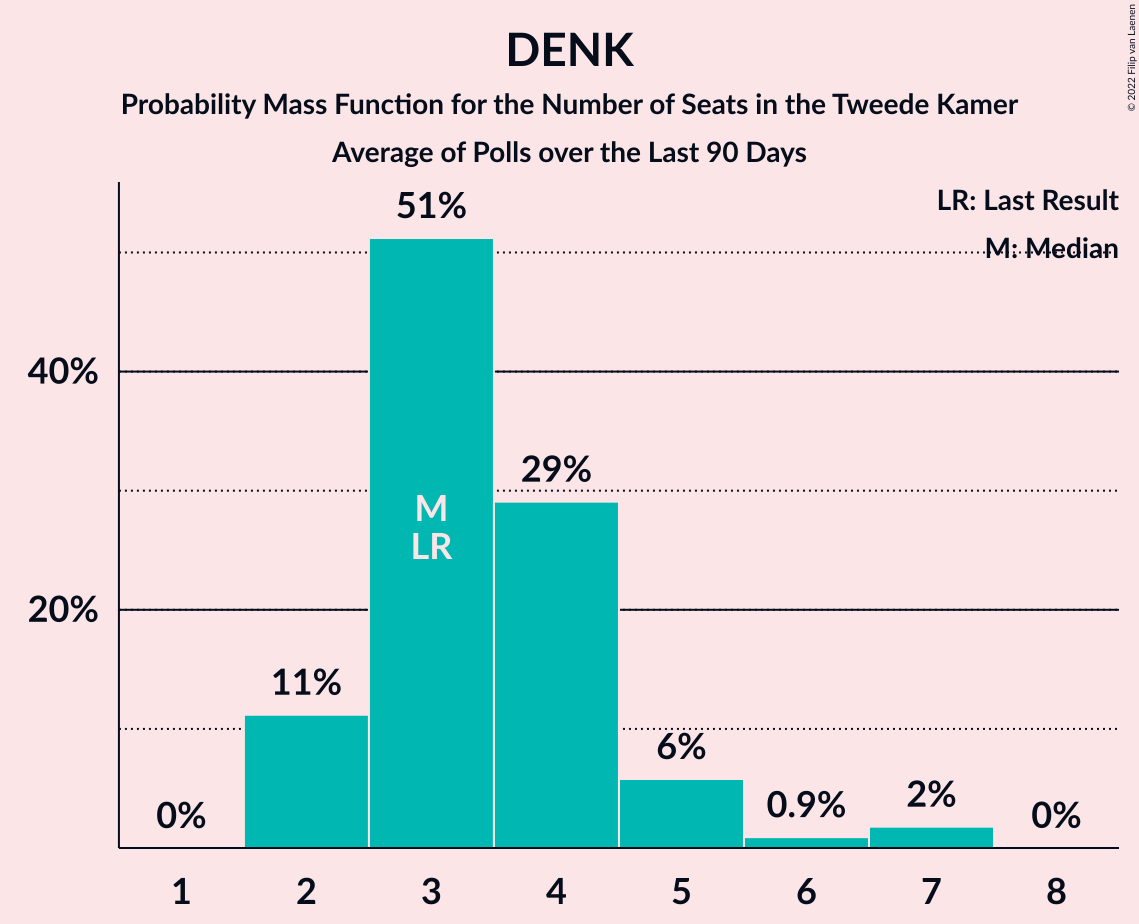 DENK
Probability Mass Function for the Number of Seats in the Tweede Kamer
Average of Polls over the Last 90 Days
© 2022 Filip van Laenen
LR: Last Result
M: Median
51%
40%
29%
M
LR
20%
11%
6%
0.9%
2%
0%
0%
1 2 3 4 5 6 7 8